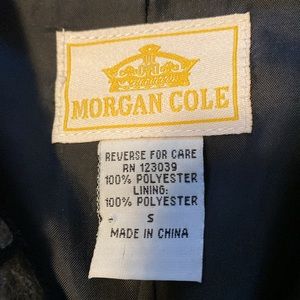 MORGAN COLE
REVERSE FOR CARE
RN 123039
100% POLYESTER
LINING:
100% POLYESTER
S
MADE IN CHINA